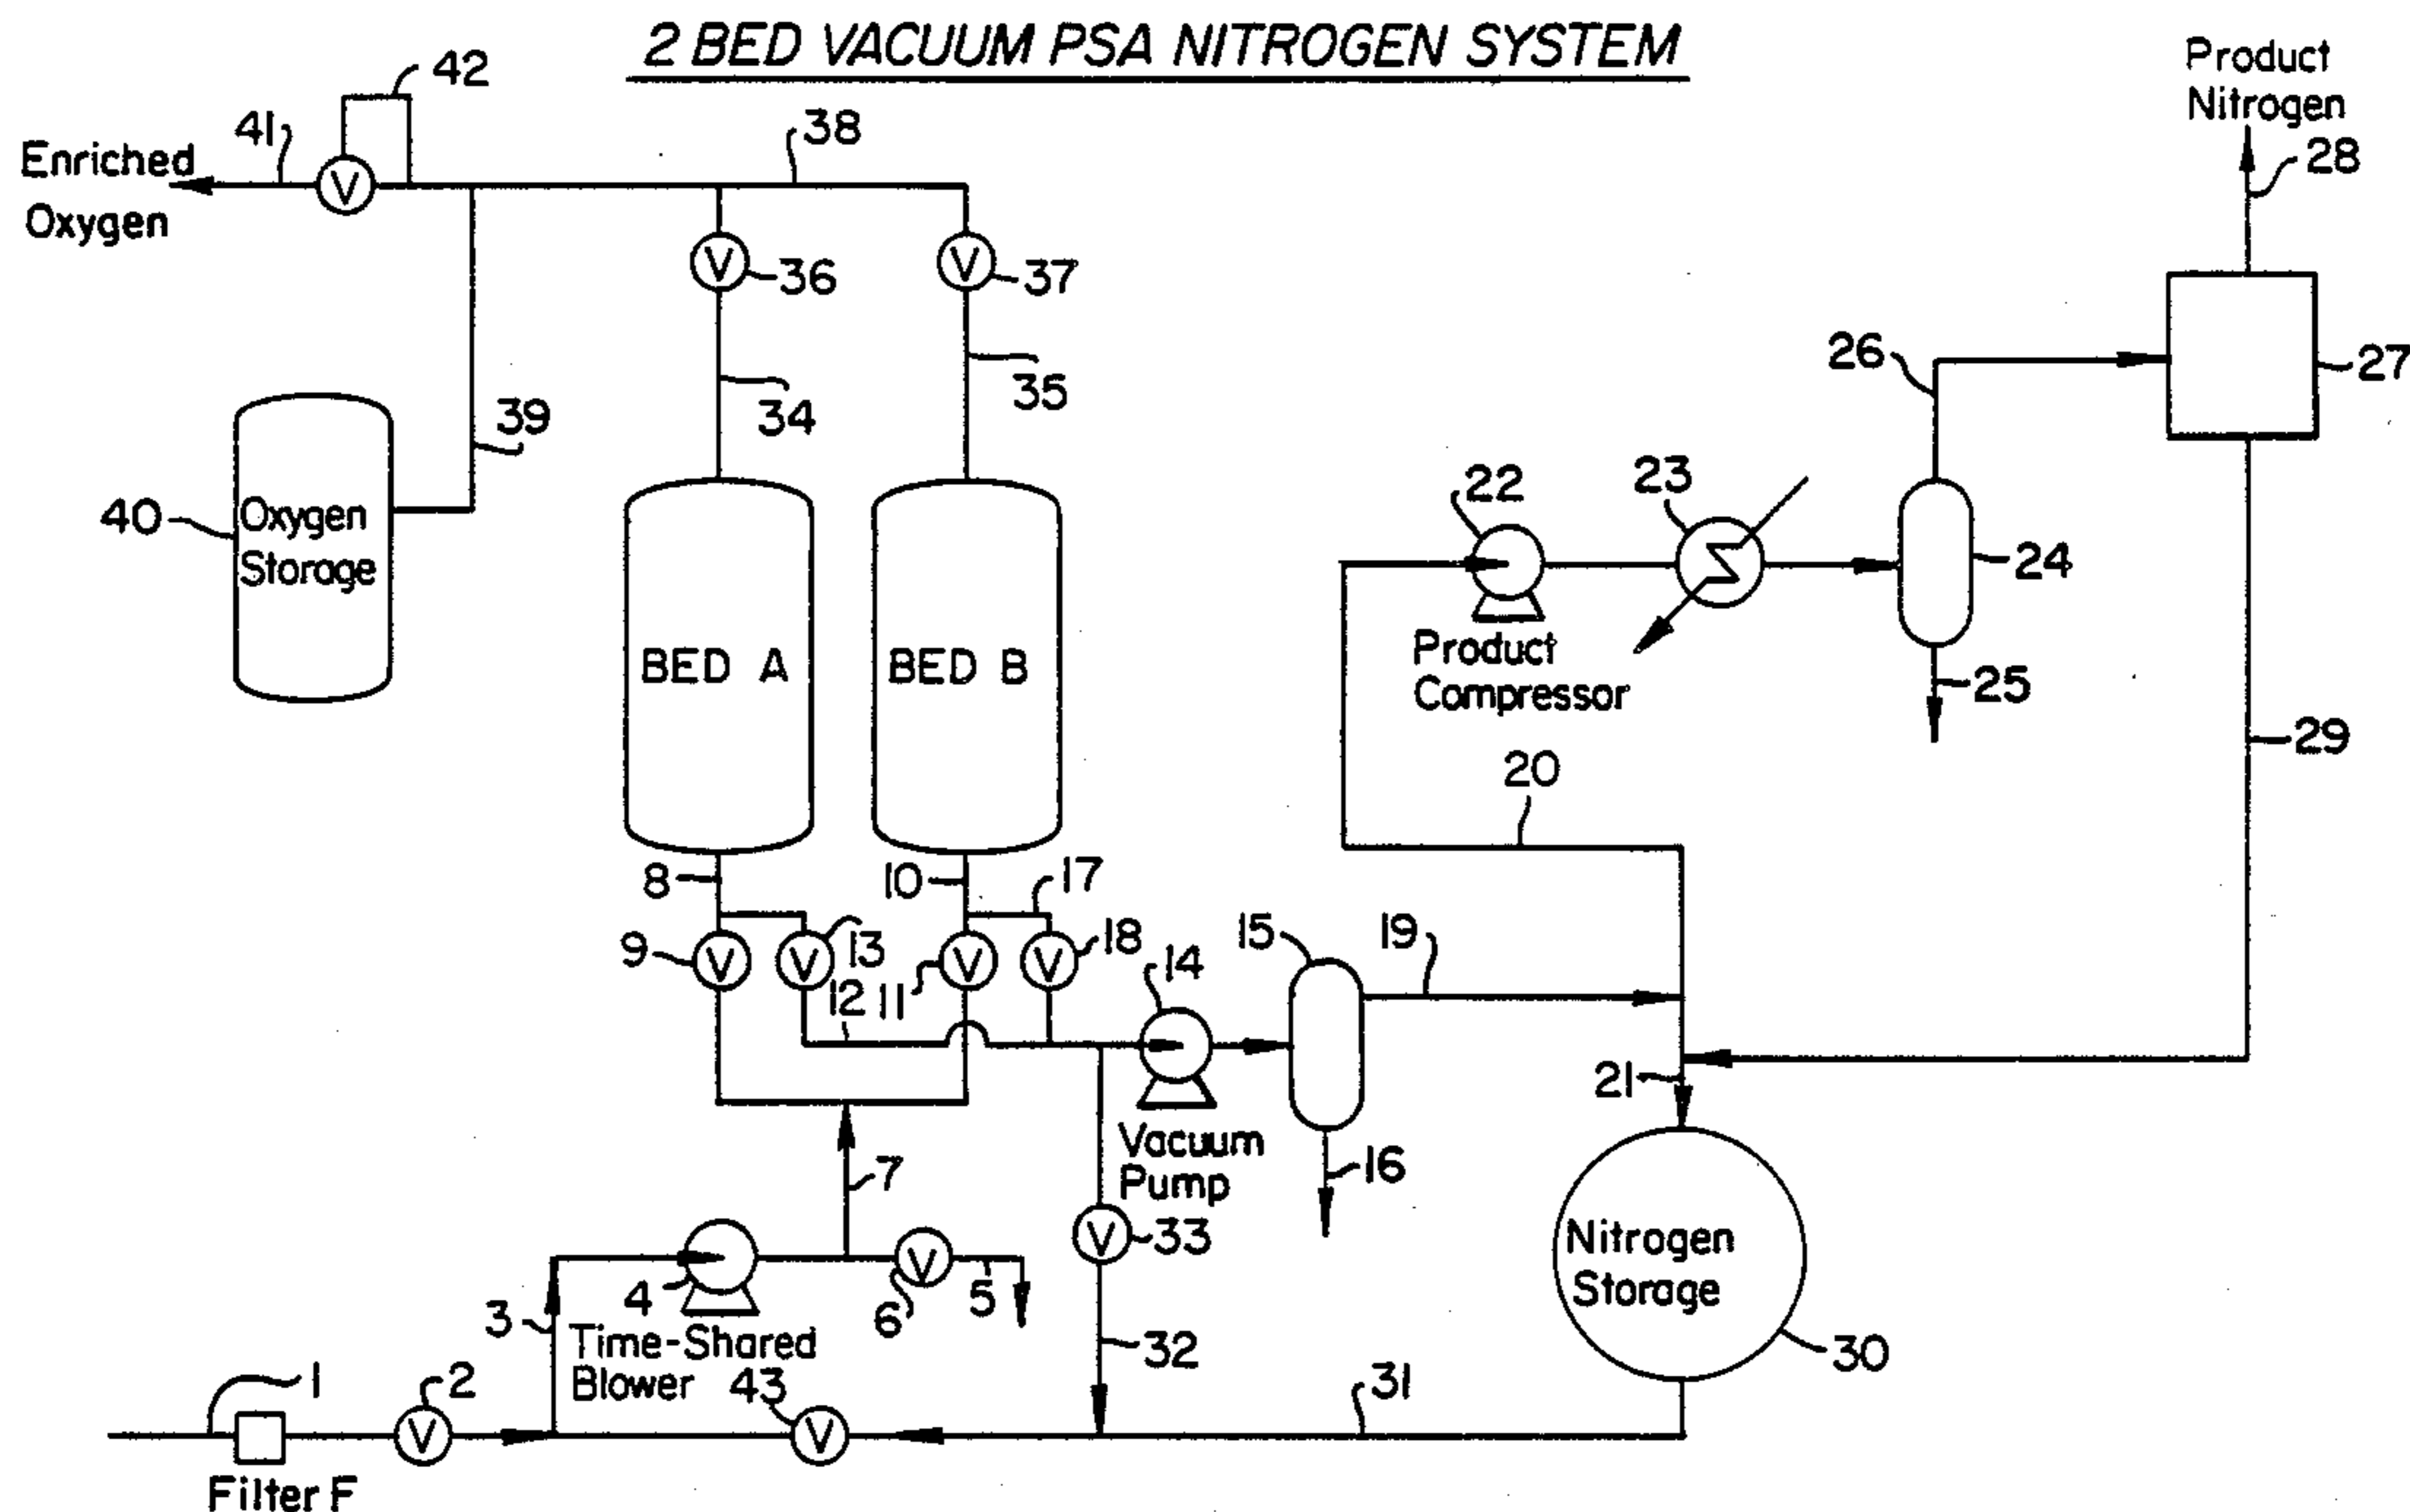 2 BED VACUUM PSA NITROGEN SYSTEM
Product
Nitrogen
28
42
41
38
Enriched
Oxygen
V
36
V
37
V
34
35
39
40
Oxygen
Storage
BED A
BED B
26
27
22
23
24
25
Product
Compressor
29
20
8
10
17
9
V
V
13
12
11
V
V
18
14
15
19
21
Vacuum
Pump
16
7
V
33
Nitrogen
Storage
30
4
V
6
5
3
Time-Shared
Blower
43
32
31
1
2
V
V
Filter F